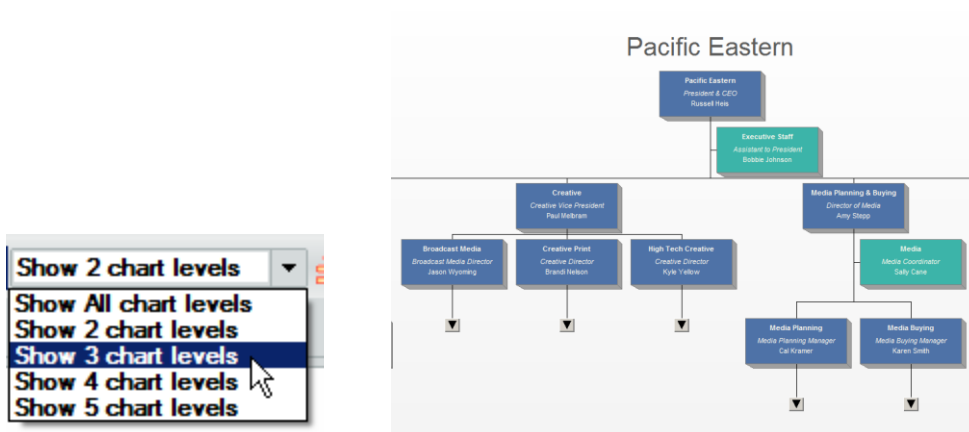 Show 2 chart levels
Show All chart levels
Show 2 chart levels
Show 3 chart levels
Show 4 chart levels
Show 5 chart levels
Pacific Eastern
Pacific Eastern
President & CEO
Russell Heis
Executive Staff
Assistant to President
Bobbie Johnson
Creative
Creative Vice President
Paul Melbram
Media Planning & Buying
Director of Media
Amy Stepp
Broadcast Media
Broadcast Media Director
Jason Wyoming
Creative Print
Creative Director
Brandi Nelson
High Tech Creative
Creative Director
Kyle Yellow
Media
Media Coordinator
Sally Cane
Media Planning
Media Planning Manager
Cal Kramer
Media Buying
Media Buying Manager
Karen Smith